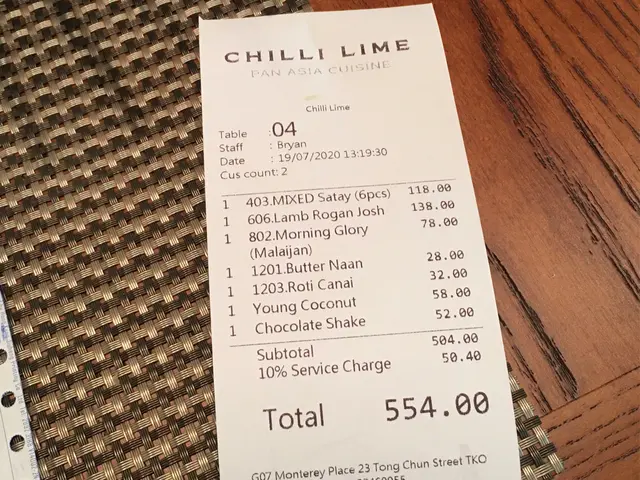 CHILLI LIME
PAN ASIA CUISINE
Chilli Lime
Table : 04
Staff : Bryan
Date : 19/07/2020 13:19:30
Cus count: 2
1 403.MIXED Satay (6pcs) 118.00
1 606.Lamb Rogan Josh 138.00
1 802.Morning Glory 78.00
(Malaijan)
1 1201.Butter Naan 28.00
1 1203.Roti Canai 32.00
1 Young Coconut 58.00
1 Chocolate Shake 52.00
Subtotal 504.00
10% Service Charge 50.40
Total 554.00
G07 Monterey Place 23 Tong Chun Street TKO